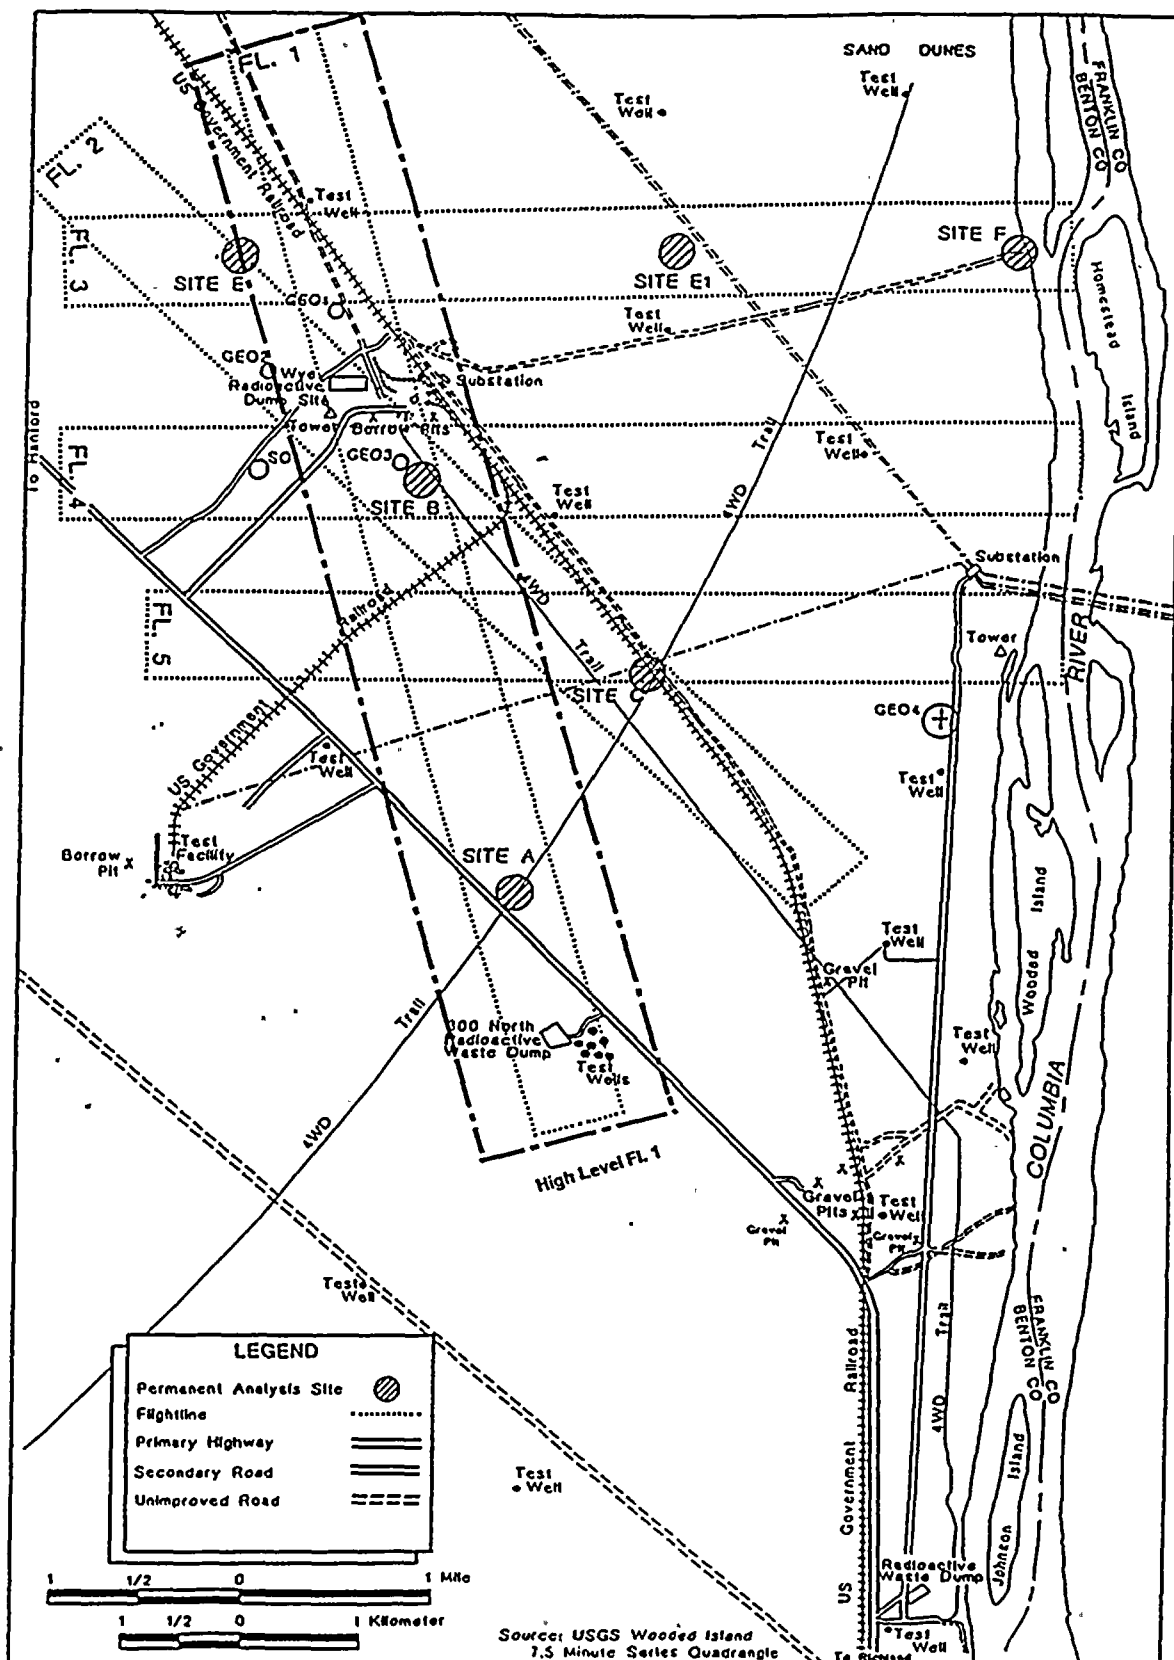 SAND DUNES
FL. 1
Test
Well
Test
Well
FRANKLIN CO
BENTON CO
US Government Railroad
FL. 2
Test
Well
FL. 3
SITE E
SITE E1
SITE F
Homestead
Island
GEO1
Test
Well
GEO2
Wye
Radioactive
Dump Site
Substation
Tower
Borrow Pits
Trail
To Hanford
FL. 4
SO
GEO3
SITE B
Test
Well
4WD
Test
Well
Substation
FL. 5
Railroad
4WD
Trail
RIVER
Tower
SITE C
GEO4
US Government
Test
Well
Test
Well
Borrow
Pit
Test
Facility
SITE A
Island
Wooded
Test
Well
Gravel
Pit
Trail
300 North
Radioactive
Waste Dump
Test
Wells
Test
Well
4WD
COLUMBIA
High Level Fl. 1
Gravel
Pits
Test
Well
Gravel
Pit
Gravel
Pit
Test
Well
Trail
FRANKLIN CO
BENTON CO
LEGEND
Permanent Analysis Site
Flightline
Primary Highway
Secondary Road
Unimproved Road
Railroad
4WD
Island
Test
Well
Government
Johnson
Radioactive
Waste Dump
US
1 1/2 0 1 Mile
1 1/2 0 1 Kilometer
Test
Well
Source: USGS Wooded Island
7.5 Minute Series Quadrangle
To Richland